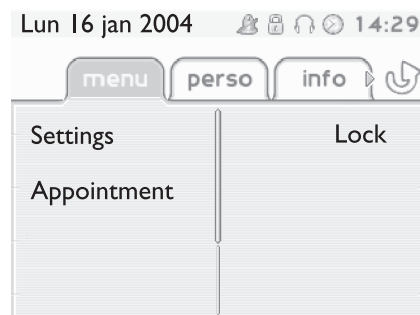 Lun 16 jan 2004 14:29
menu perso info
Settings Lock
Appointment